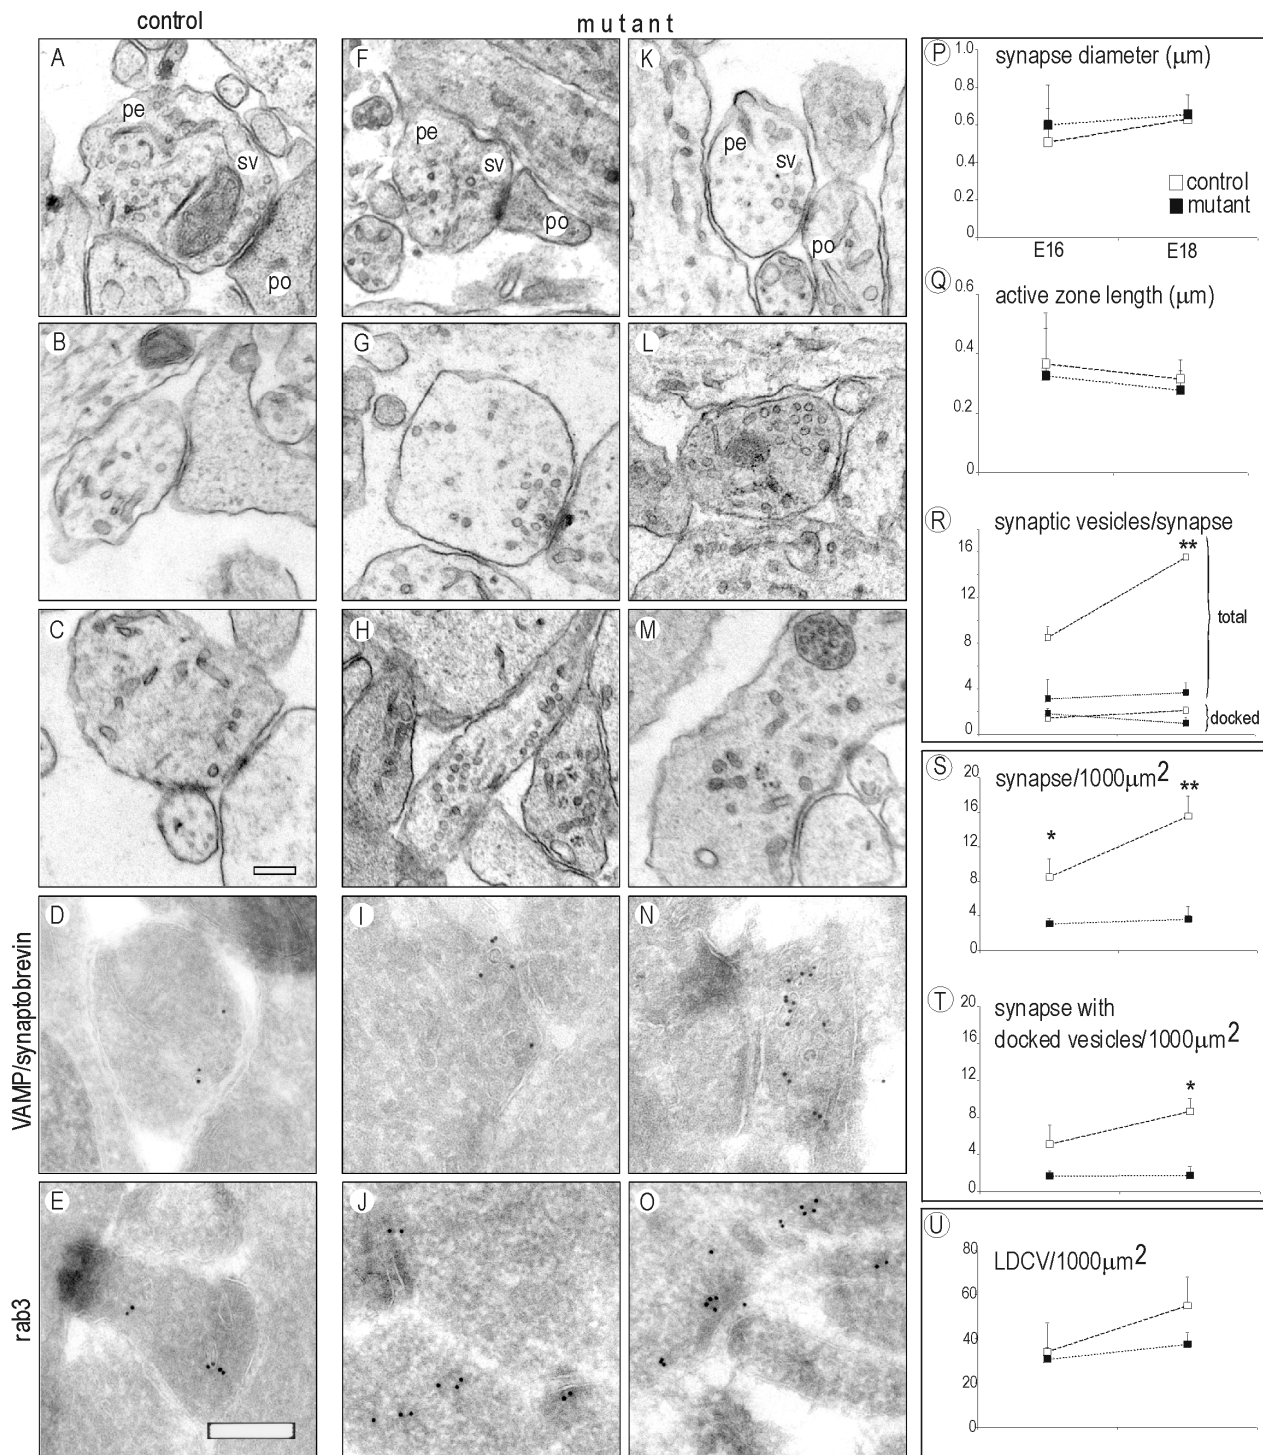 control
mutant
VAMP/synaptobrevin
rab3
A
pe
sv
po
F
pe
sv
po
K
pe
sv
po
B
G
L
C
H
M
D
I
N
E
J
O
P
synapse diameter (μm)
1.0
0.8
0.6
0.4
0.2
0
control
mutant
E16
E18
Q
active zone length (μm)
0.6
0.4
0.2
0
R
synaptic vesicles/synapse
16
12
8
4
0
**
total
docked
S
synapse/1000μm2
20
16
12
8
4
0
*
**
T
synapse with
docked vesicles/1000μm2
20
16
12
8
4
0
*
U
LDCV/1000μm2
80
60
40
20
0